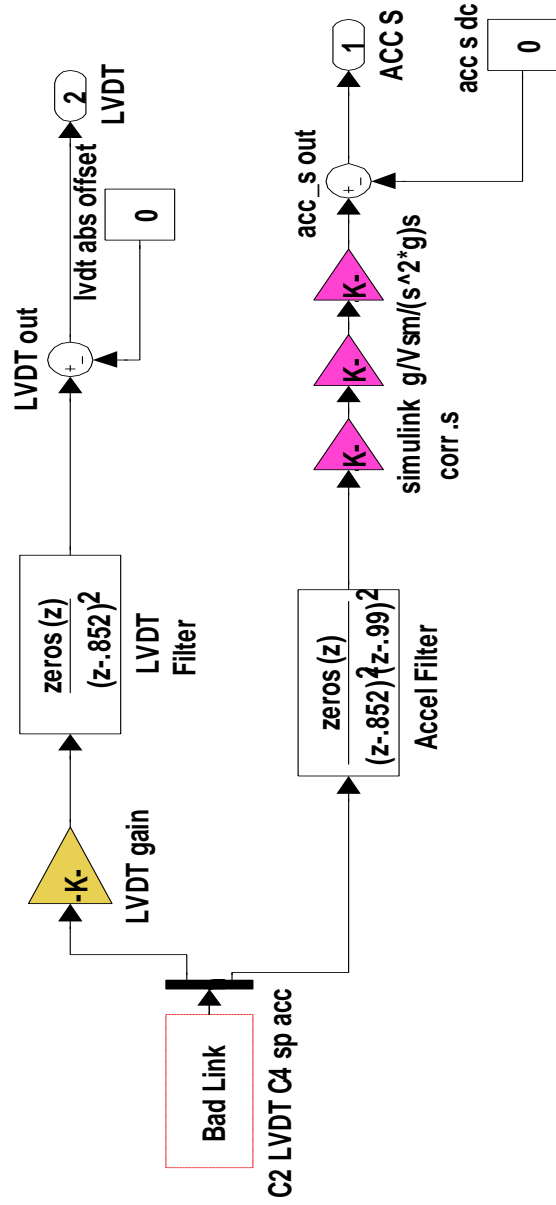 Bad Link
C2 LVDT C4 sp acc
-K-
LVDT gain
zeros (z)
(z-.852)²
LVDT
Filter
LVDT out
+
-
lvdt abs offset
0
2
LVDT
zeros (z)
(z-.852)²(z-.99)²
Accel Filter
-K-
-K-
-K-
simulink g/Vsm/(s^2*g)s
corr .s
acc_s out
+
-
1
ACC S
acc s dc
0